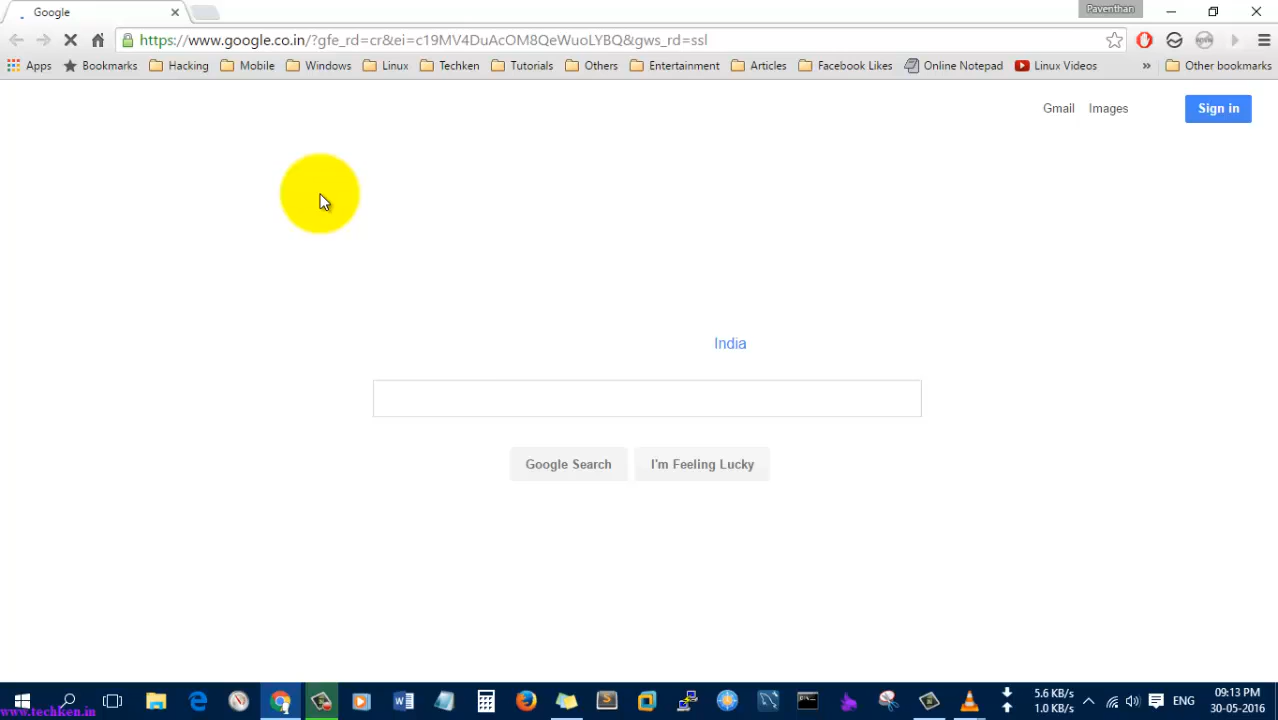 Google
Paventhan
https://www.google.co.in/?gfe_rd=cr&ei=c19MV4DuAcOM8QeWuoLYBQ&gws_rd=ssl
Apps Bookmarks Hacking Mobile Windows Linux Techken Tutorials Others Entertainment Articles Facebook Likes Online Notepad Linux Videos » Other bookmarks
Gmail Images Sign in
India
Google Search I'm Feeling Lucky
5.6 KB/s
1.0 KB/s
ENG
09:13 PM
30-05-2016
www.techken.in